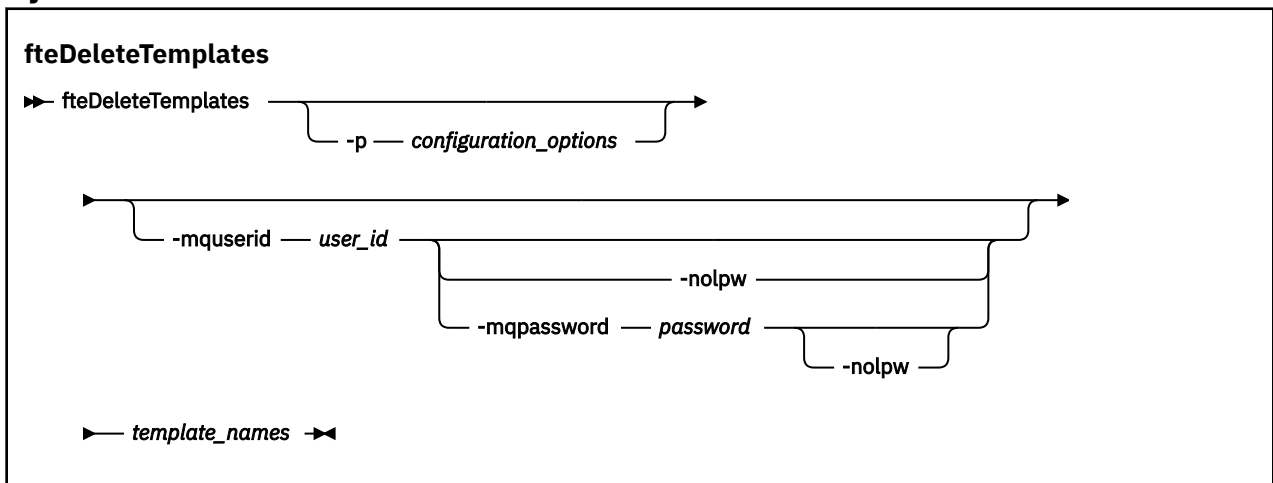 fteDeleteTemplates
fteDeleteTemplates
-p configuration_options
-mquserid user_id
-nolpw
-mqpassword password
-nolpw
template_names